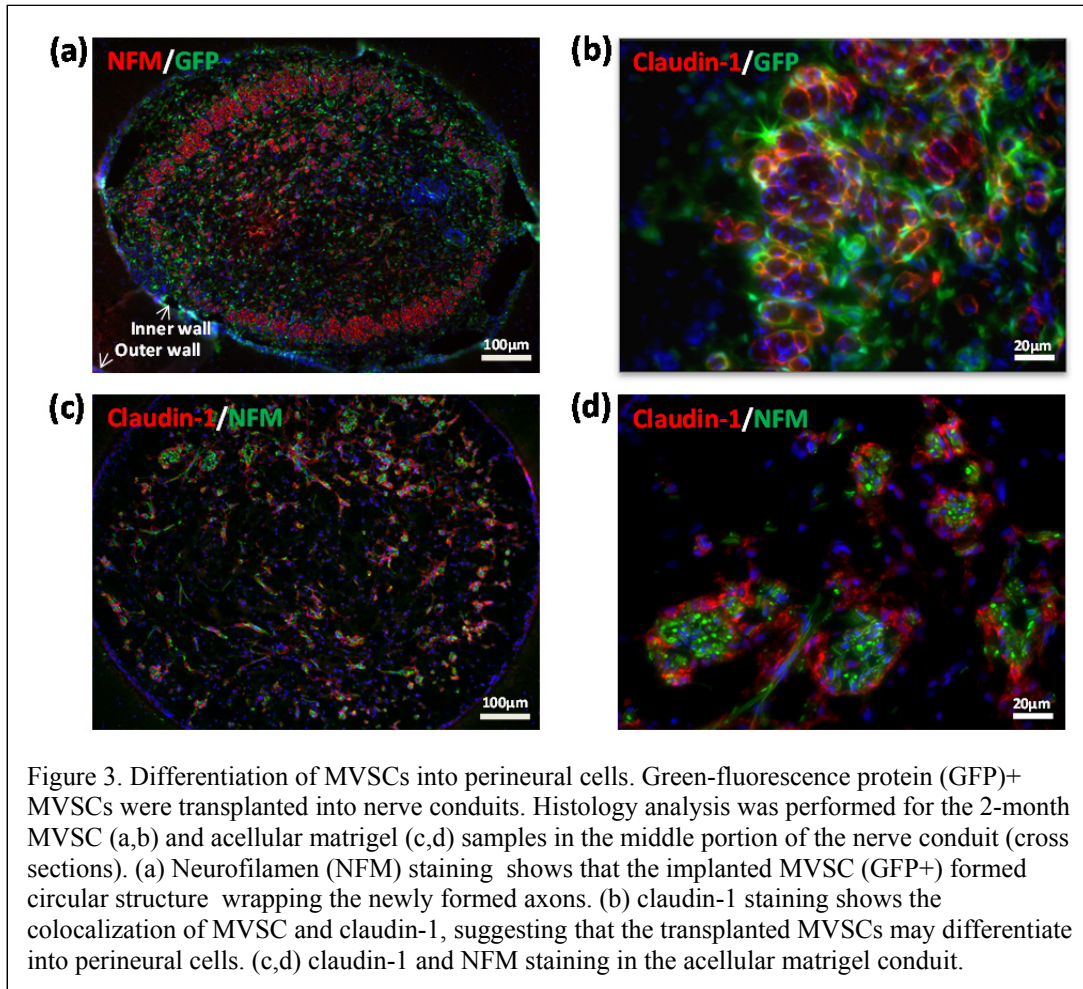 (a)
NFM/GFP
Inner wall
Outer wall
100µm
(b)
Claudin-1/GFP
20µm
(c)
Claudin-1/NFM
100µm
(d)
Claudin-1/NFM
20µm
Figure 3. Differentiation of MVSCs into perineural cells. Green-fluorescence protein (GFP)+
MVSCs were transplanted into nerve conduits. Histology analysis was performed for the 2-month
MVSC (a,b) and acellular matrigel (c,d) samples in the middle portion of the nerve conduit (cross
sections). (a) Neurofilamen (NFM) staining shows that the implanted MVSC (GFP+) formed
circular structure wrapping the newly formed axons. (b) claudin-1 staining shows the
colocalization of MVSC and claudin-1, suggesting that the transplanted MVSCs may differentiate
into perineural cells. (c,d) claudin-1 and NFM staining in the acellular matrigel conduit.